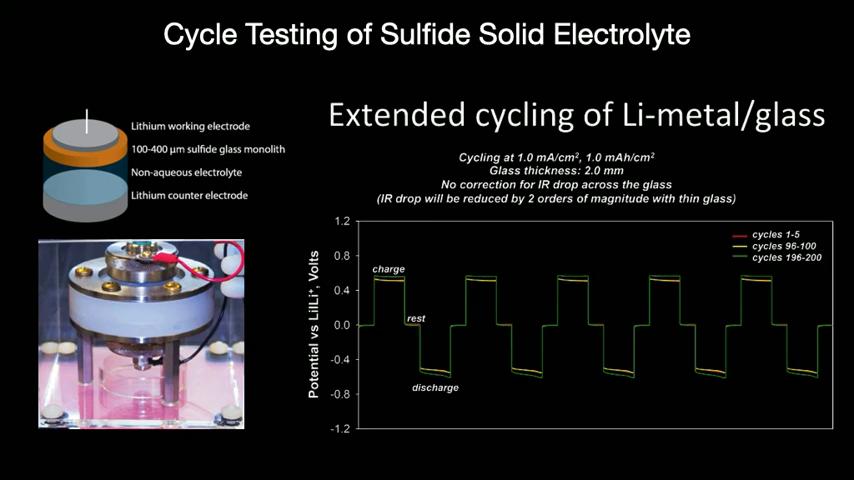 Cycle Testing of Sulfide Solid Electrolyte
Lithium working electrode
100-400 µm sulfide glass monolith
Non-aqueous electrolyte
Lithium counter electrode
Extended cycling of Li-metal/glass
Cycling at 1.0 mA/cm², 1.0 mAh/cm²
Glass thickness: 2.0 mm
No correction for IR drop across the glass
(IR drop will be reduced by 2 orders of magnitude with thin glass)
Potential vs Li|Li⁺, Volts
1.2
0.8
0.4
0.0
-0.4
-0.8
-1.2
charge
rest
discharge
cycles 1-5
cycles 96-100
cycles 196-200